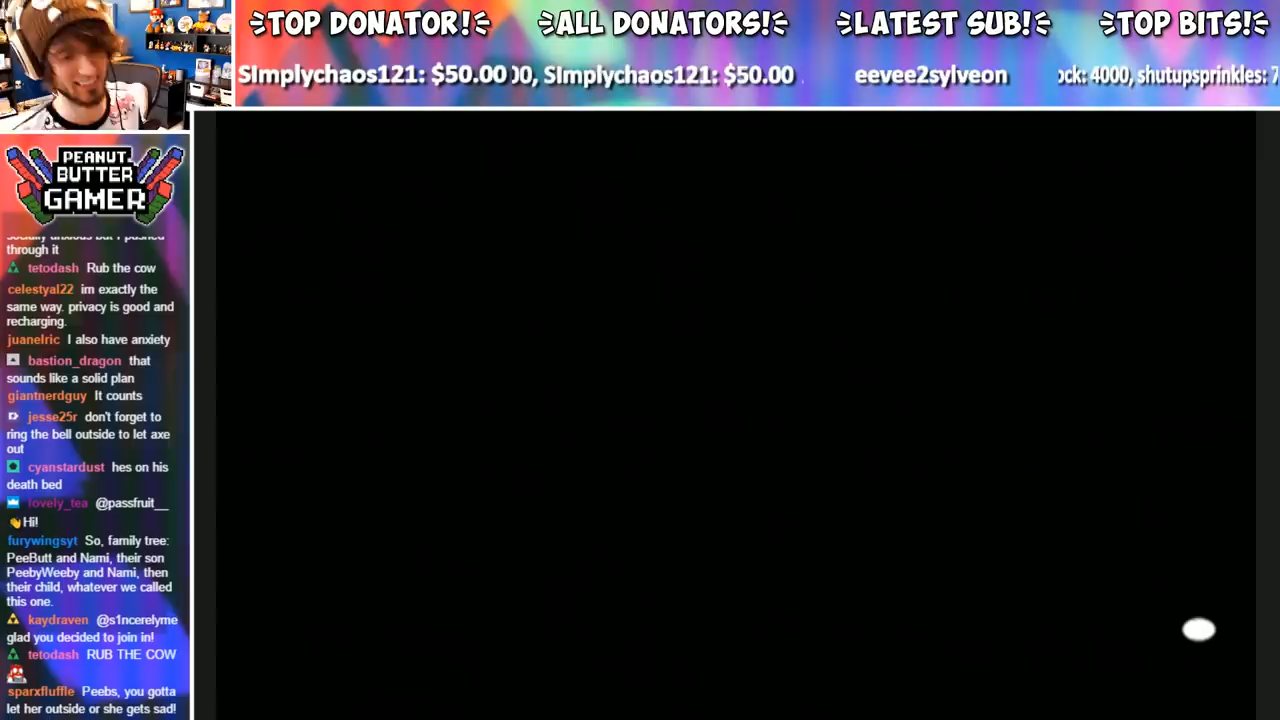 TOP DONATOR!
ALL DONATORS!
LATEST SUB!
TOP BITS!
SImplychaos121: $50.00
00, SImplychaos121: $50.00
eevee2sylveon
ock: 4000, shutupsprinkles: 7
PEANUT
BUTTER
GAMER
socially anxious but I pushed
through it
tetodash Rub the cow
celestyal22 im exactly the
same way. privacy is good and
recharging.
juanelric I also have anxiety
bastion_dragon that
sounds like a solid plan
giantnerdguy It counts
jesse25r don't forget to
ring the bell outside to let axe
out
cyanstardust hes on his
death bed
lovely_tea @passfruit__
Hi!
furywingsyt So, family tree:
PeeButt and Nami, their son
PeebyWeeby and Nami, then
their child, whatever we called
this one.
kaydraven @s1ncerelyme
glad you decided to join in!
tetodash RUB THE COW
sparxfluffle Peebs, you gotta
let her outside or she gets sad!